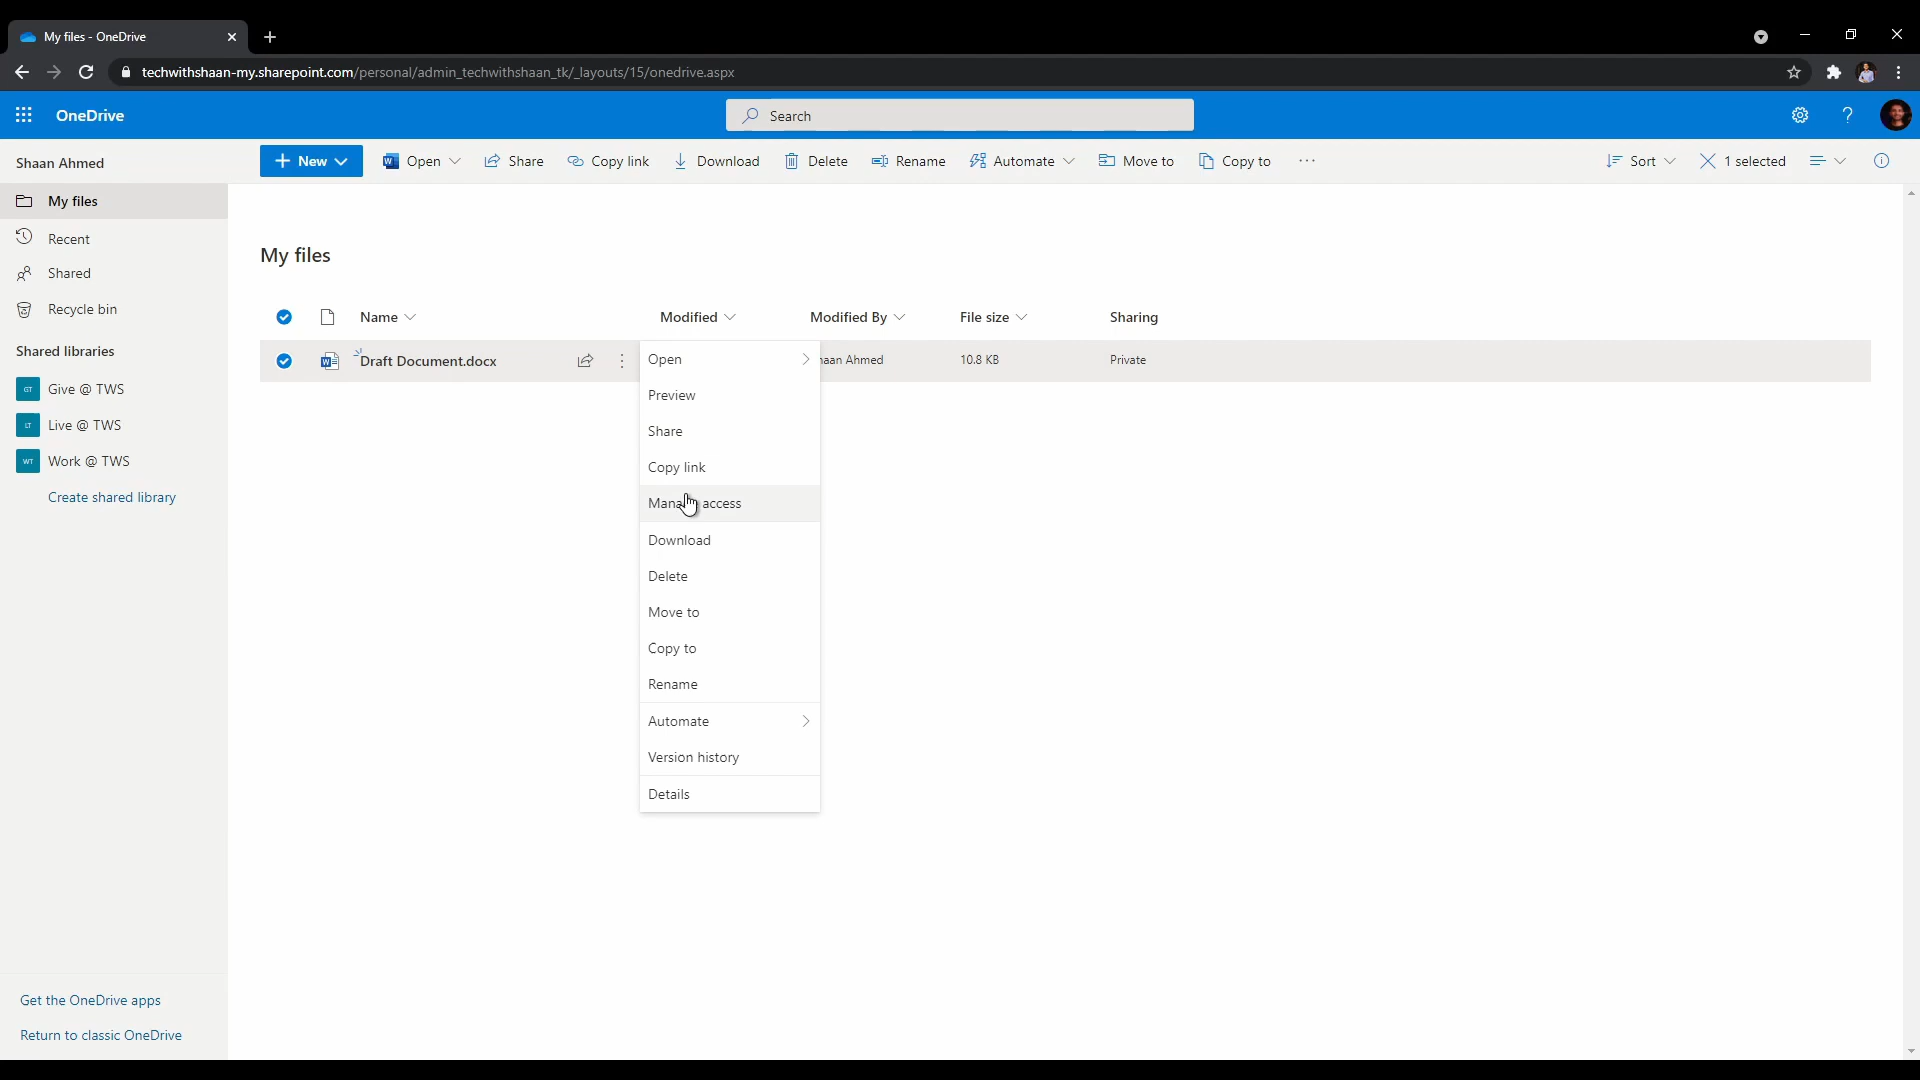 My files - OneDrive
techwithshaan-my.sharepoint.com/personal/admin_techwithshaan_tk/_layouts/15/onedrive.aspx
OneDrive
Search
?
Shaan Ahmed
New
Open
Share
Copy link
Download
Delete
Rename
Automate
Move to
Copy to
Sort
1 selected
My files
Recent
Shared
Recycle bin
Shared libraries
GT Give @ TWS
LT Live @ TWS
WT Work @ TWS
Create shared library
Get the OneDrive apps
Return to classic OneDrive
My files
Name Modified Modified By File size Sharing
Draft Document.docx haan Ahmed 10.8 KB Private
Open
Preview
Share
Copy link
access
Download
Delete
Move to
Copy to
Rename
Automate
Version history
Details